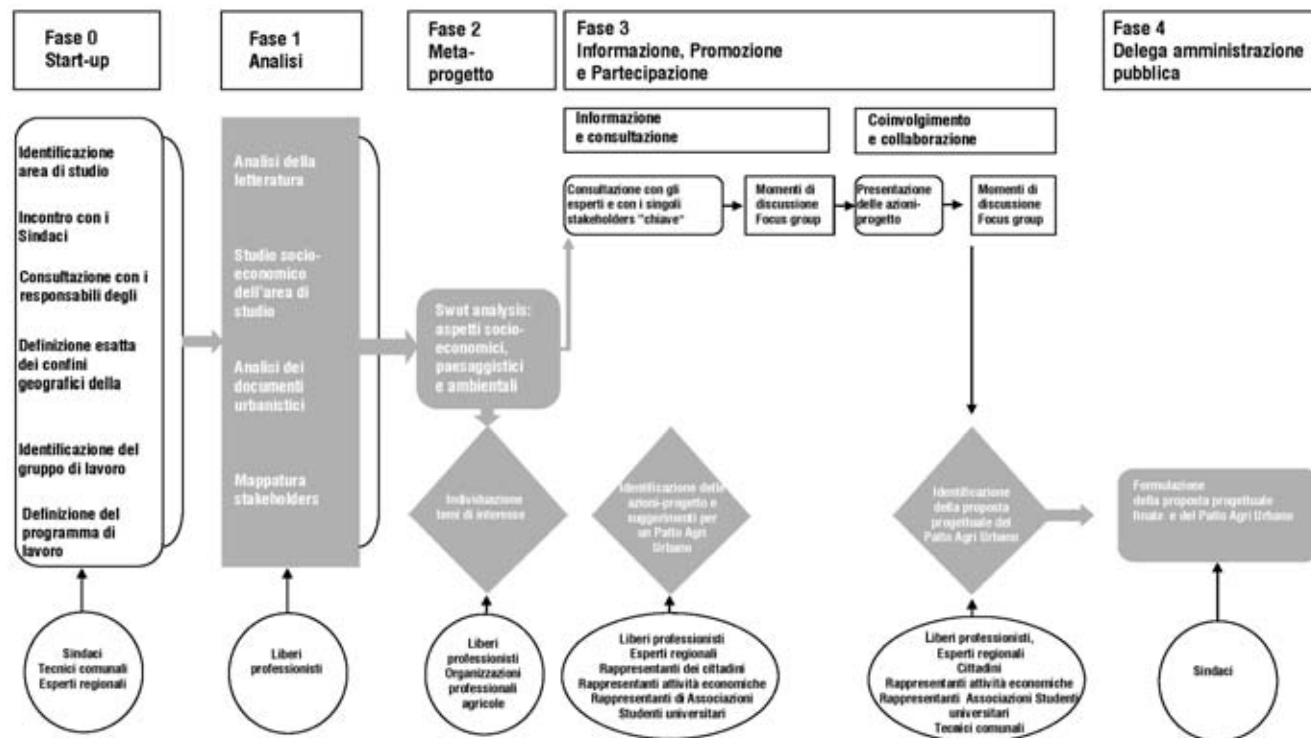 Fase 0
Start-up
Fase 1
Analisi
Fase 2
Meta-
progetto
Fase 3
Informazione, Promozione
e Partecipazione
Fase 4
Delega amministrazione
pubblica
Informazione
e consultazione
Coinvolgimento
e collaborazione
Identificazione
area di studio
Incontro con i
Sindaci
Consultazione con i
responsabili degli
Definizione esatta
dei confini
geografici della
Identificazione del
gruppo di lavoro
Definizione del
programma di
lavoro
Analisi della
letteratura
Studio socio-
economico
dell'area di
studio
Analisi dei
documenti
urbanistici
Mappatura
stakeholders
Swot analysis:
aspetti socio-
economici,
paesaggistici
e ambientali
Consultazione con gli
esperti e con i singoli
stakeholders "chiave"
Momenti di
discussione
Focus group
Presentazione
delle azioni-
progetto
Momenti di
discussione
Focus group
Individuazione
temi di interesse
Identificazione delle
azioni-progetto e
suggerimenti per
un Patto Agri
Urbano
Identificazione
della proposta
progettuale del
Patto Agri Urbano
Formulazione
della proposta progettuale
finale e del Patto Agri Urbano
Sindaci
Tecnici comunali
Esperti regionali
Liberi
professionisti
Liberi
professionisti
Organizzazioni
professionali
agricole
Liberi professionisti
Esperti regionali
Rappresentanti dei cittadini
Rappresentanti attività economiche
Rappresentanti di Associazioni
Studenti universitari
Liberi professionisti,
Esperti regionali
Cittadini
Rappresentanti attività economiche
Rappresentanti Associazioni Studenti
universitari
Tecnici comunali
Sindaci